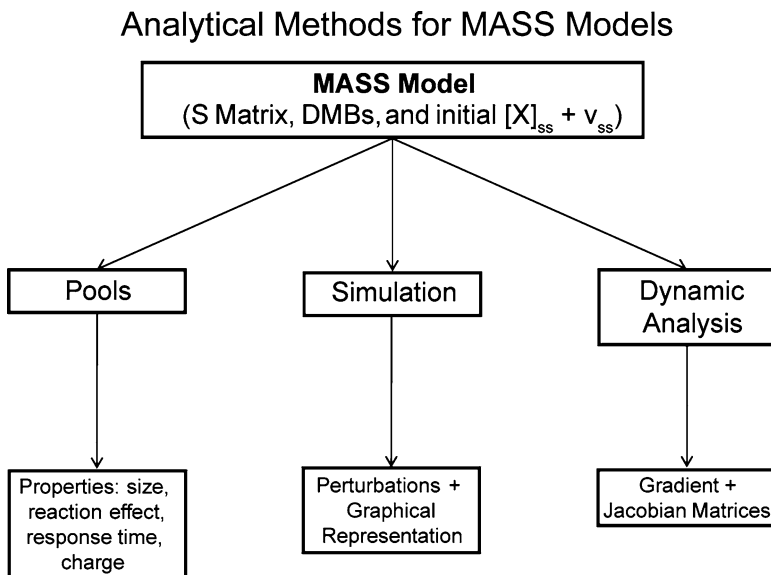 Analytical Methods for MASS Models
MASS Model
(S Matrix, DMBs, and initial [X]ss + vss)
Pools
Simulation
Dynamic
Analysis
Properties: size,
reaction effect,
response time,
charge
Perturbations +
Graphical
Representation
Gradient +
Jacobian Matrices